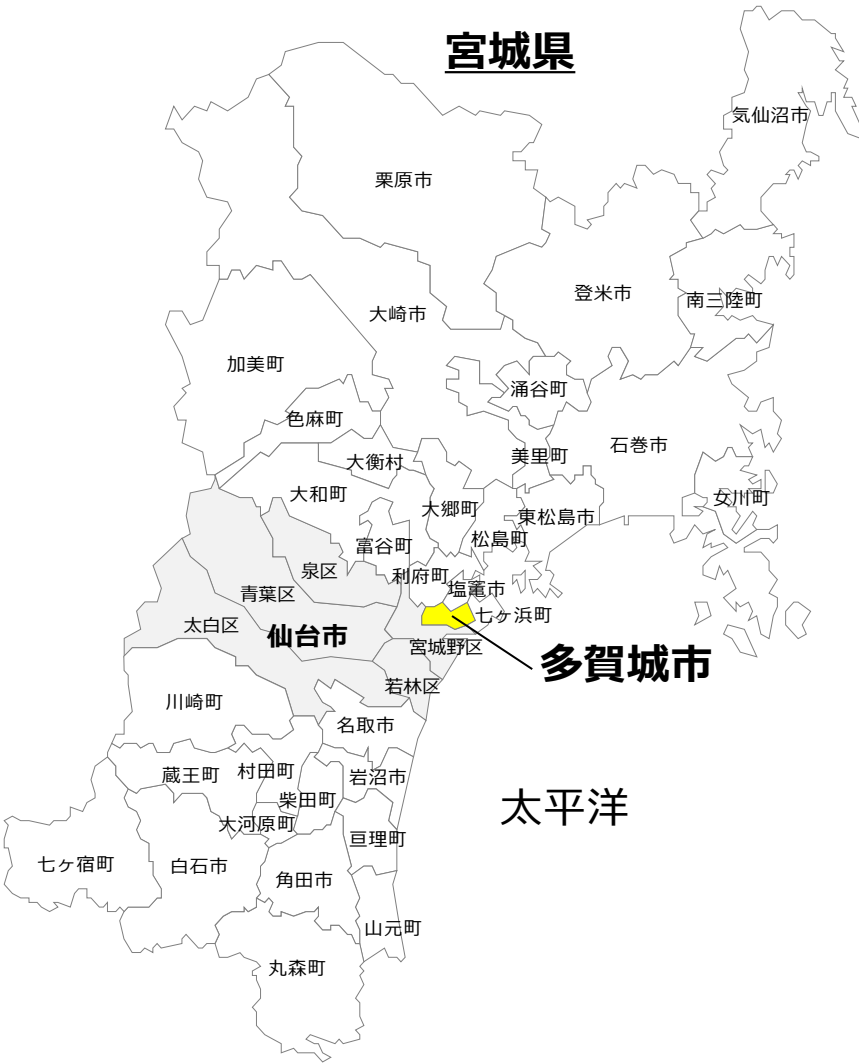 宮城県
気仙沼市
栗原市
登米市
南三陸町
大崎市
加美町
涌谷町
色麻町
石巻市
美里町
大衡村
大和町
女川町
大郷町
東松島市
松島町
富谷町
泉区
利府町
塩竈市
青葉区
七ヶ浜町
太白区
仙台市
宮城野区
多賀城市
若林区
川崎町
名取市
村田町
蔵王町
岩沼市
柴田町
太平洋
大河原町
亘理町
七ヶ宿町
白石市
角田市
山元町
丸森町